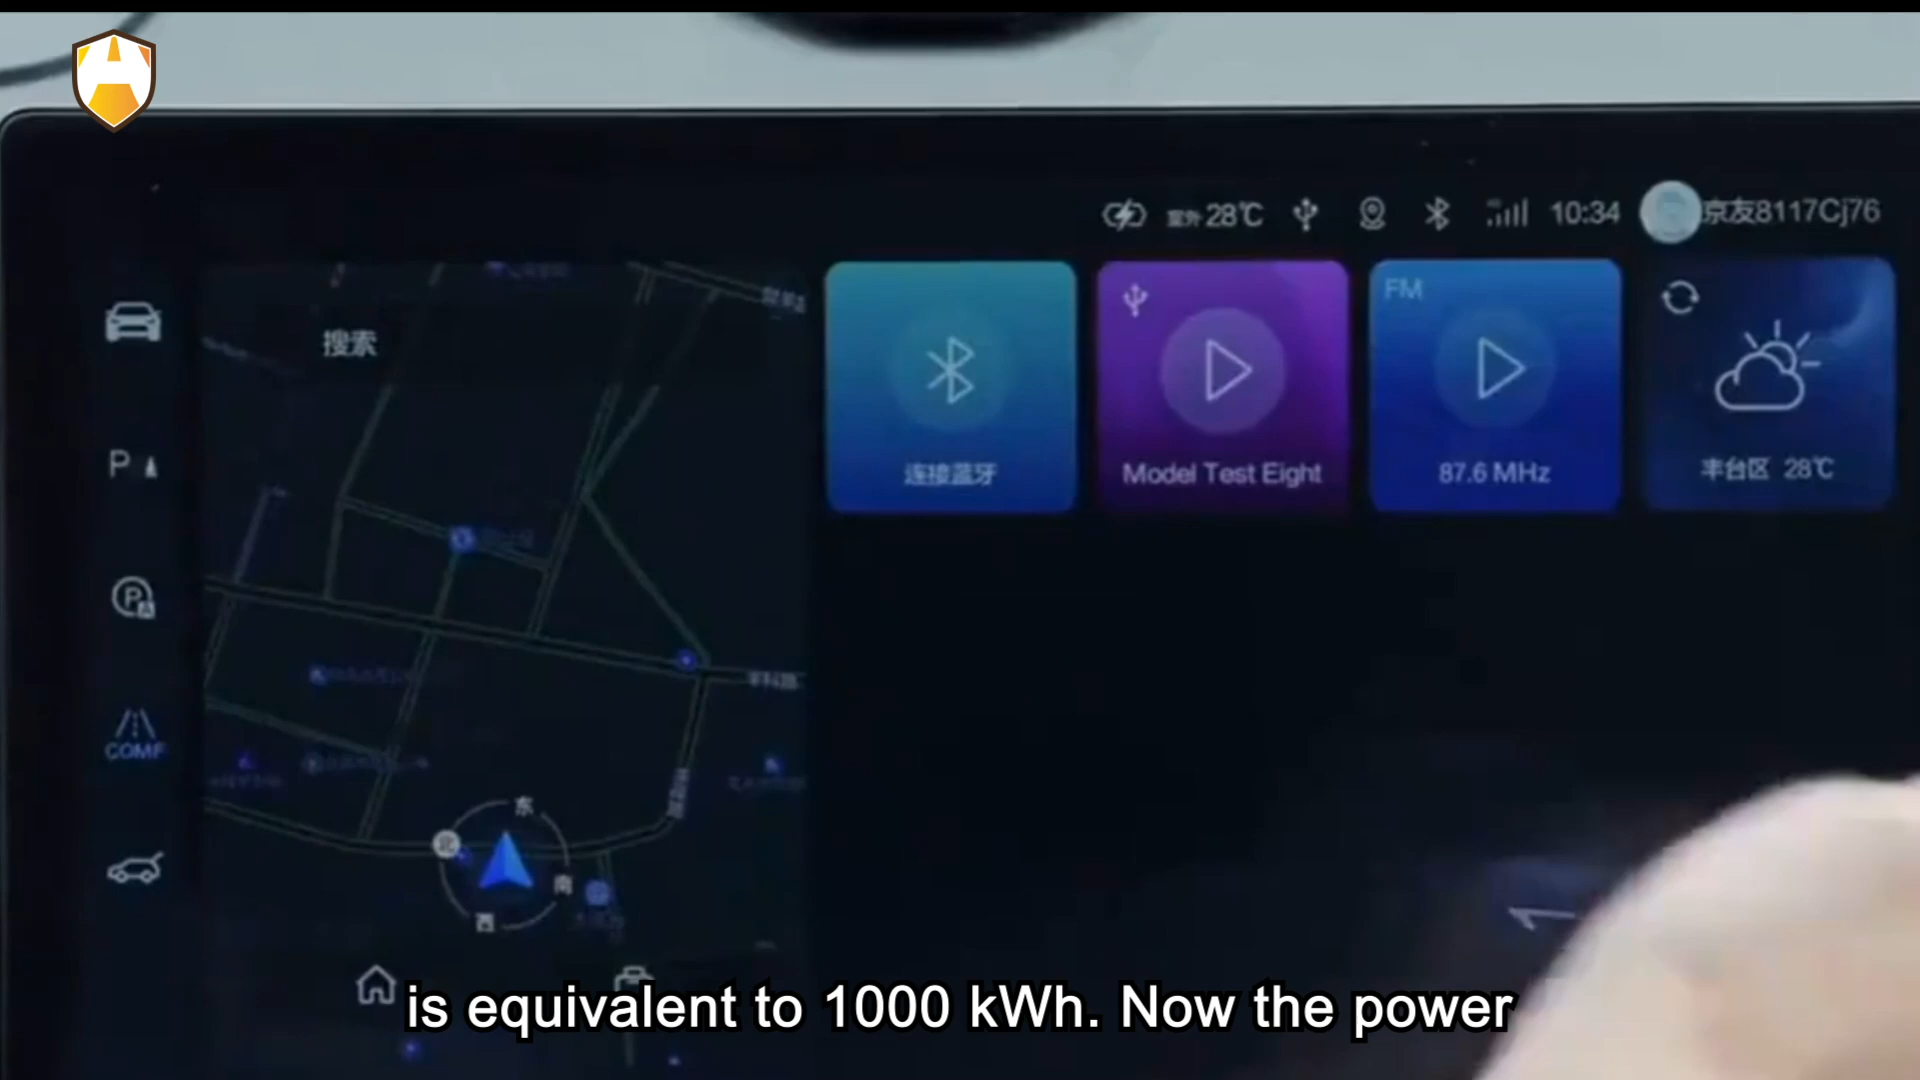 室外 28℃
10:34
京友8117Cj76
搜索
FM
连接蓝牙
Model Test Eight
87.6 MHz
丰台区 28℃
P
P
COMF
东
北
南
西
is equivalent to 1000 kWh. Now the power